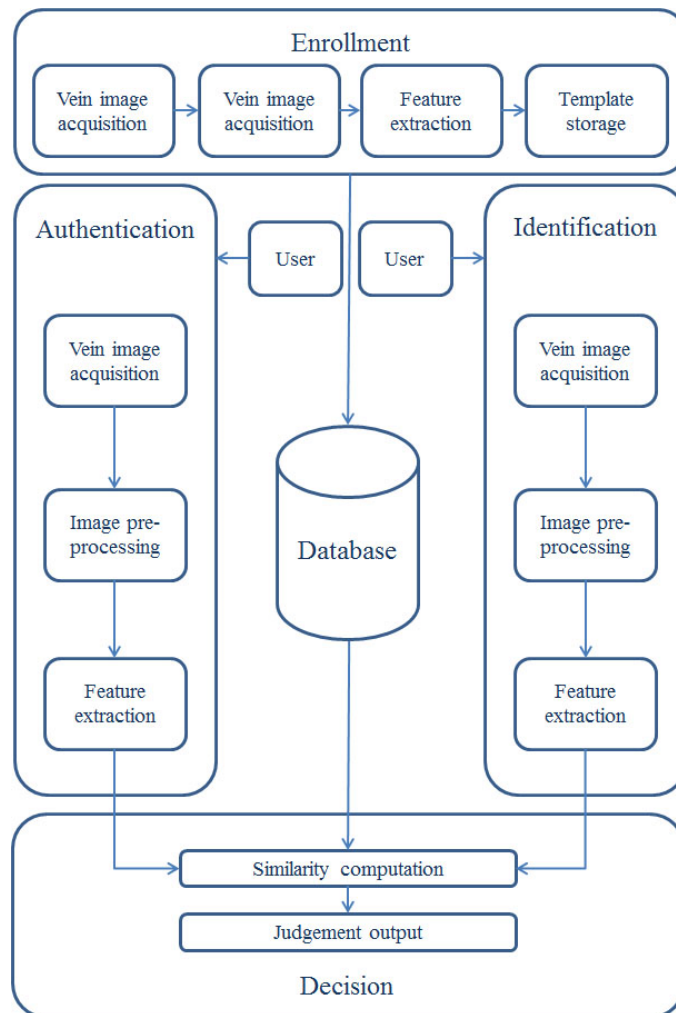 Enrollment
Vein image
acquisition
Vein image
acquisition
Feature
extraction
Template
storage
Authentication
User
User
Identification
Vein image
acquisition
Image pre-
processing
Feature
extraction
Database
Vein image
acquisition
Image pre-
processing
Feature
extraction
Similarity computation
Judgement output
Decision